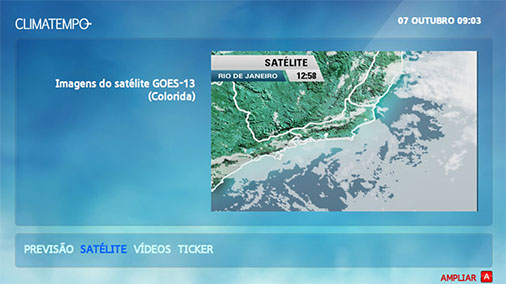 CLIMATEMPO
07 OUTUBRO 09:03
Imagens do satélite GOES-13
(Colorida)
SATÉLITE
RIO DE JANEIRO 12:58
PREVISÃO SATÉLITE VÍDEOS TICKER
AMPLIAR A